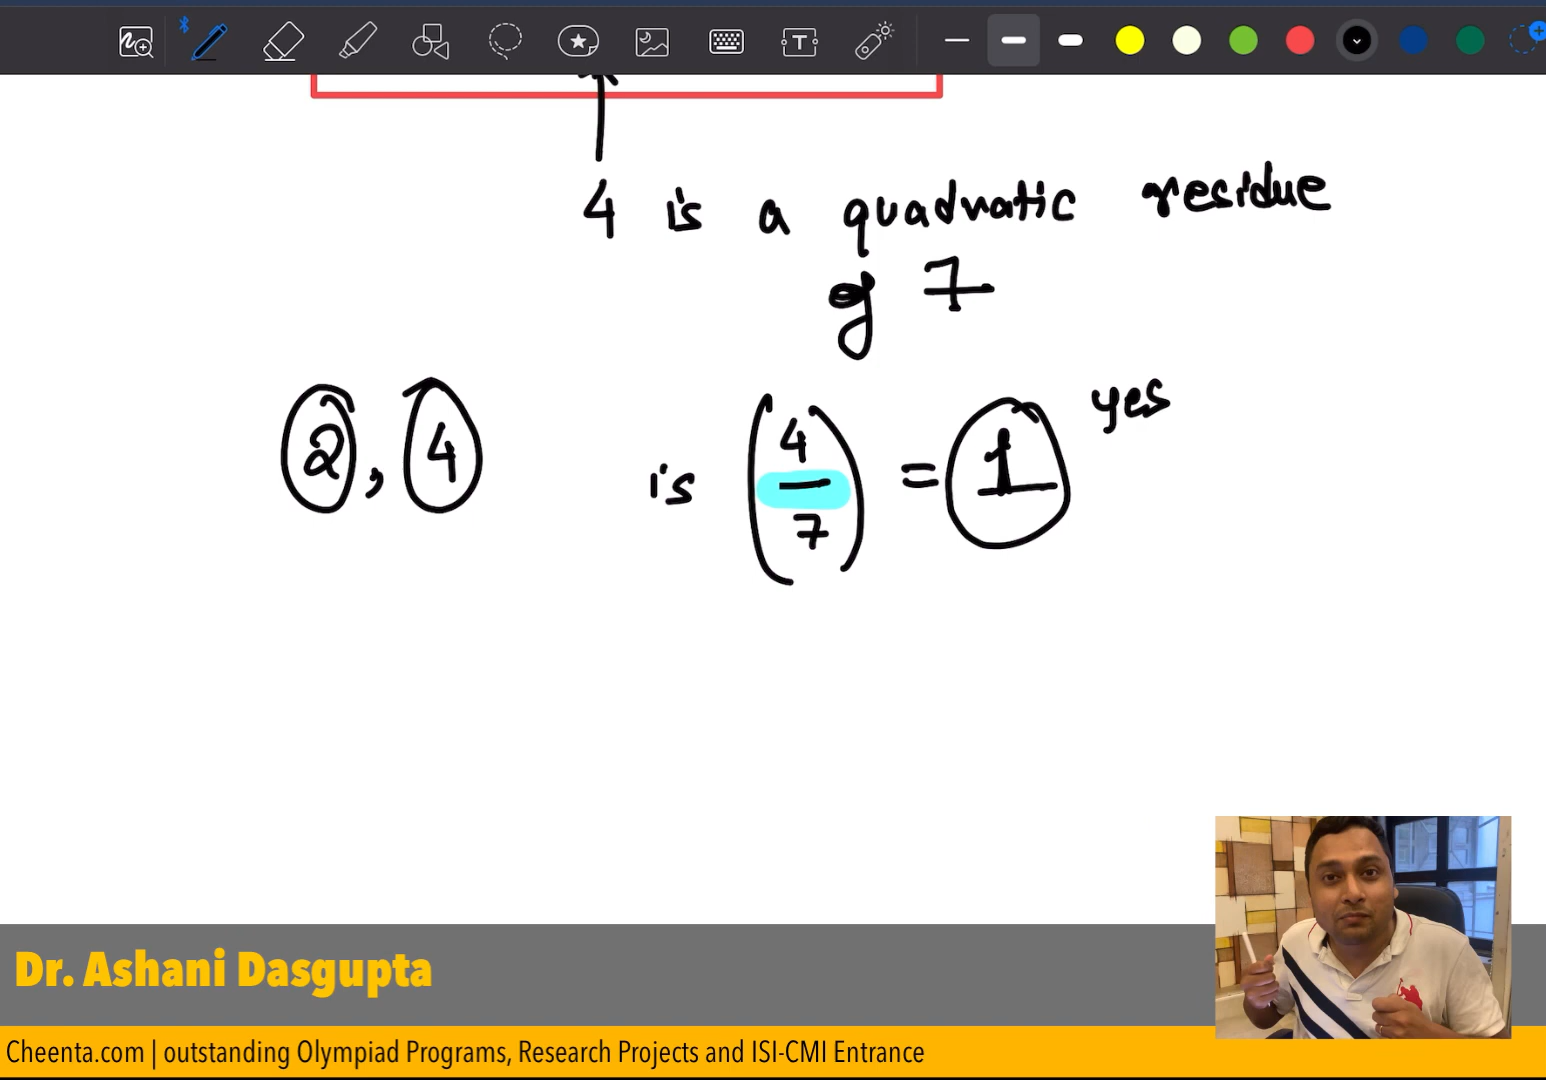 4 is a quadratic residue
of 7
2, 4 is (4/7) = 1 yes
Dr. Ashani Dasgupta
Cheenta.com | outstanding Olympiad Programs, Research Projects and ISI-CMI Entrance